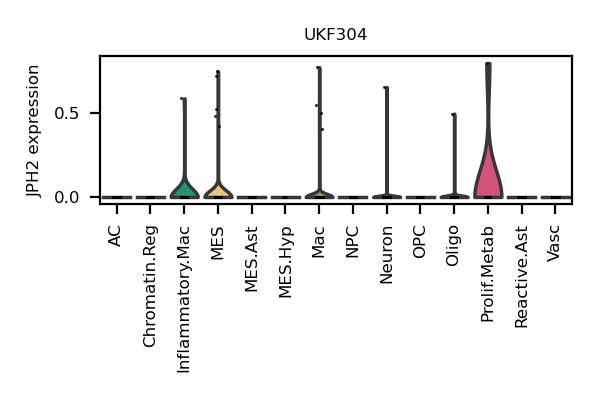 UKF304
JPH2 expression
0.5
0.0
AC
Chromatin.Reg
Inflammatory.Mac
MES
MES.Ast
MES.Hyp
Mac
NPC
Neuron
OPC
Oligo
Prolif.Metab
Reactive.Ast
Vasc